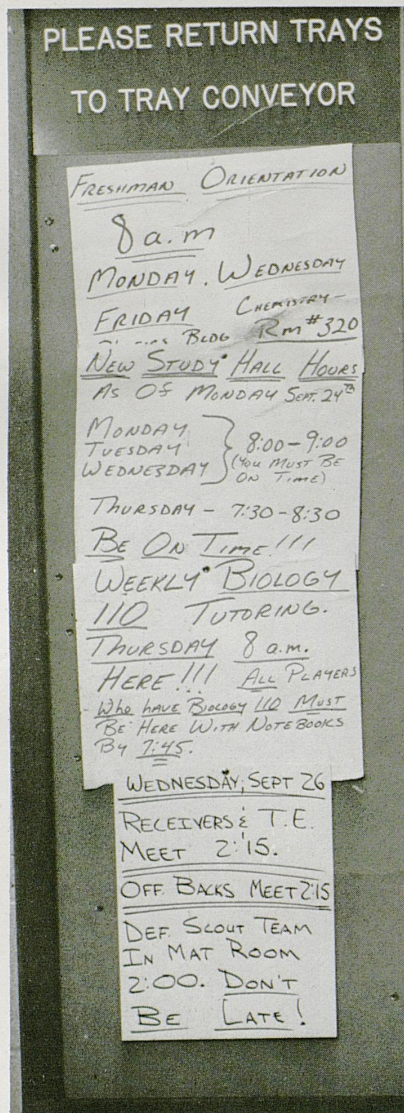 PLEASE RETURN TRAYS
TO TRAY CONVEYOR
FRESHMAN ORIENTATION
8 a.m
MONDAY, WEDNESDAY
FRIDAY CHEMISTRY-
BLDG Rm #320
NEW STUDY HALL HOURS
AS OF MONDAY SEPT. 24th
MONDAY
TUESDAY 8:00-9:00
WEDNESDAY (YOU MUST BE
ON TIME)
THURSDAY - 7:30-8:30
BE ON TIME!!!
WEEKLY BIOLOGY
110 TUTORING.
THURSDAY 8 a.m.
HERE!!! ALL PLAYERS
WHO HAVE BIOLOGY 110 MUST
BE HERE WITH NOTEBOOKS
BY 7:45.
WEDNESDAY, SEPT 26
RECEIVERS & T.E.
MEET 2:15.
OFF. BACKS MEET 2:15
DEF. SCOUT TEAM
IN MAT ROOM
2:00. DON'T
BE LATE!